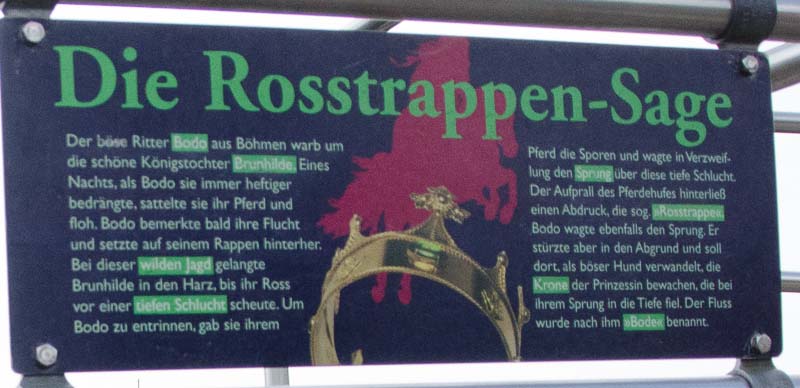 Die Rosstrappen-Sage
Der böse Ritter Bodo aus Böhmen warb um
die schöne Königstochter Brunhilde. Eines
Nachts, als Bodo sie immer heftiger
bedrängte, sattelte sie ihr Pferd und
floh. Bodo bemerkte bald ihre Flucht
und setzte auf seinem Rappen hinterher.
Bei dieser wilden Jagd gelangte
Brunhilde in den Harz, bis ihr Ross
vor einer tiefen Schlucht scheute. Um
Bodo zu entrinnen, gab sie ihrem
Pferd die Sporen und wagte in Verzweif-
lung den Sprung über diese tiefe Schlucht.
Der Aufprall des Pferdehufes hinterließ
einen Abdruck, die sog. »Rosstrappe«.
Bodo wagte ebenfalls den Sprung. Er
stürzte aber in den Abgrund und soll
dort, als böser Hund verwandelt, die
Krone der Prinzessin bewachen, die bei
ihrem Sprung in die Tiefe fiel. Der Fluss
wurde nach ihm »Bode« benannt.